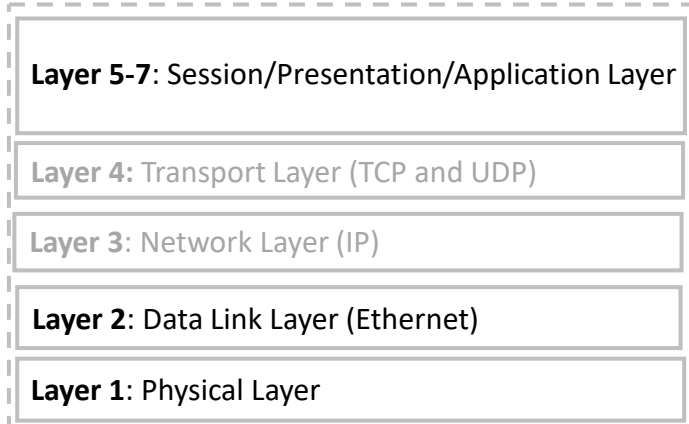 Layer 5-7: Session/Presentation/Application Layer
Layer 4: Transport Layer (TCP and UDP)
Layer 3: Network Layer (IP)
Layer 2: Data Link Layer (Ethernet)
Layer 1: Physical Layer